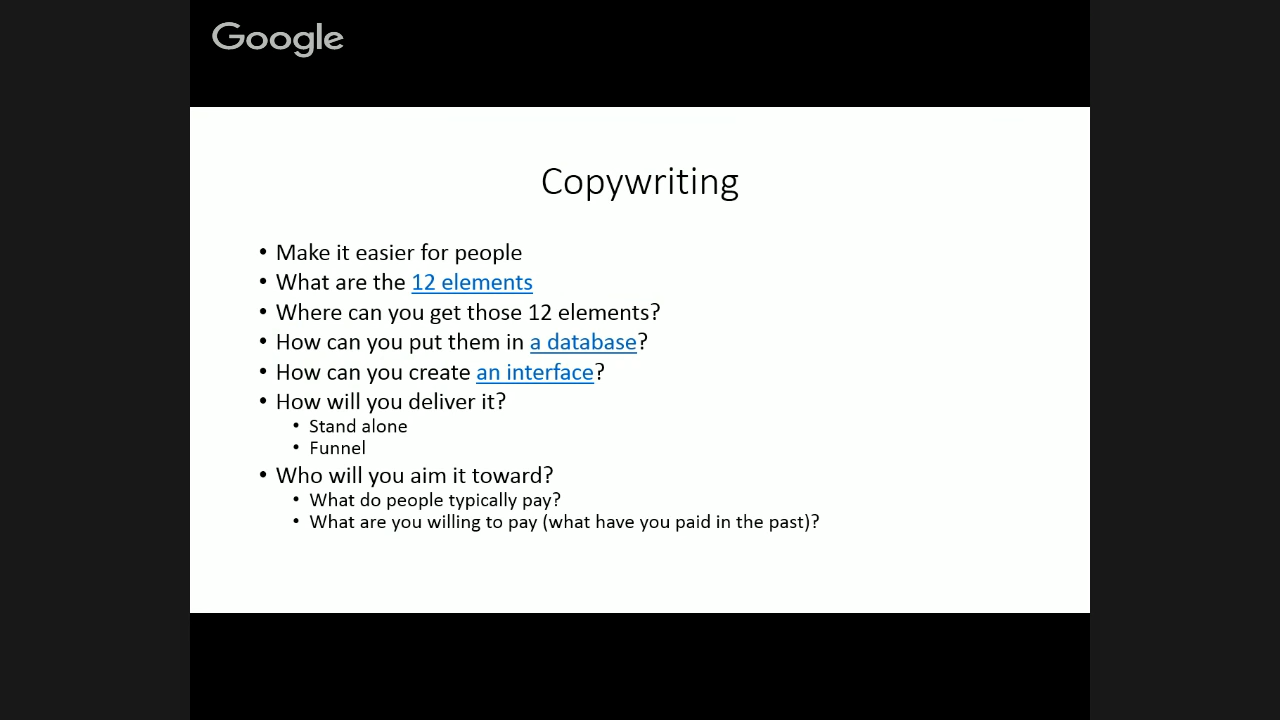 Google
Copywriting
• Make it easier for people
• What are the 12 elements
• Where can you get those 12 elements?
• How can you put them in a database?
• How can you create an interface?
• How will you deliver it?
• Stand alone
• Funnel
• Who will you aim it toward?
• What do people typically pay?
• What are you willing to pay (what have you paid in the past)?